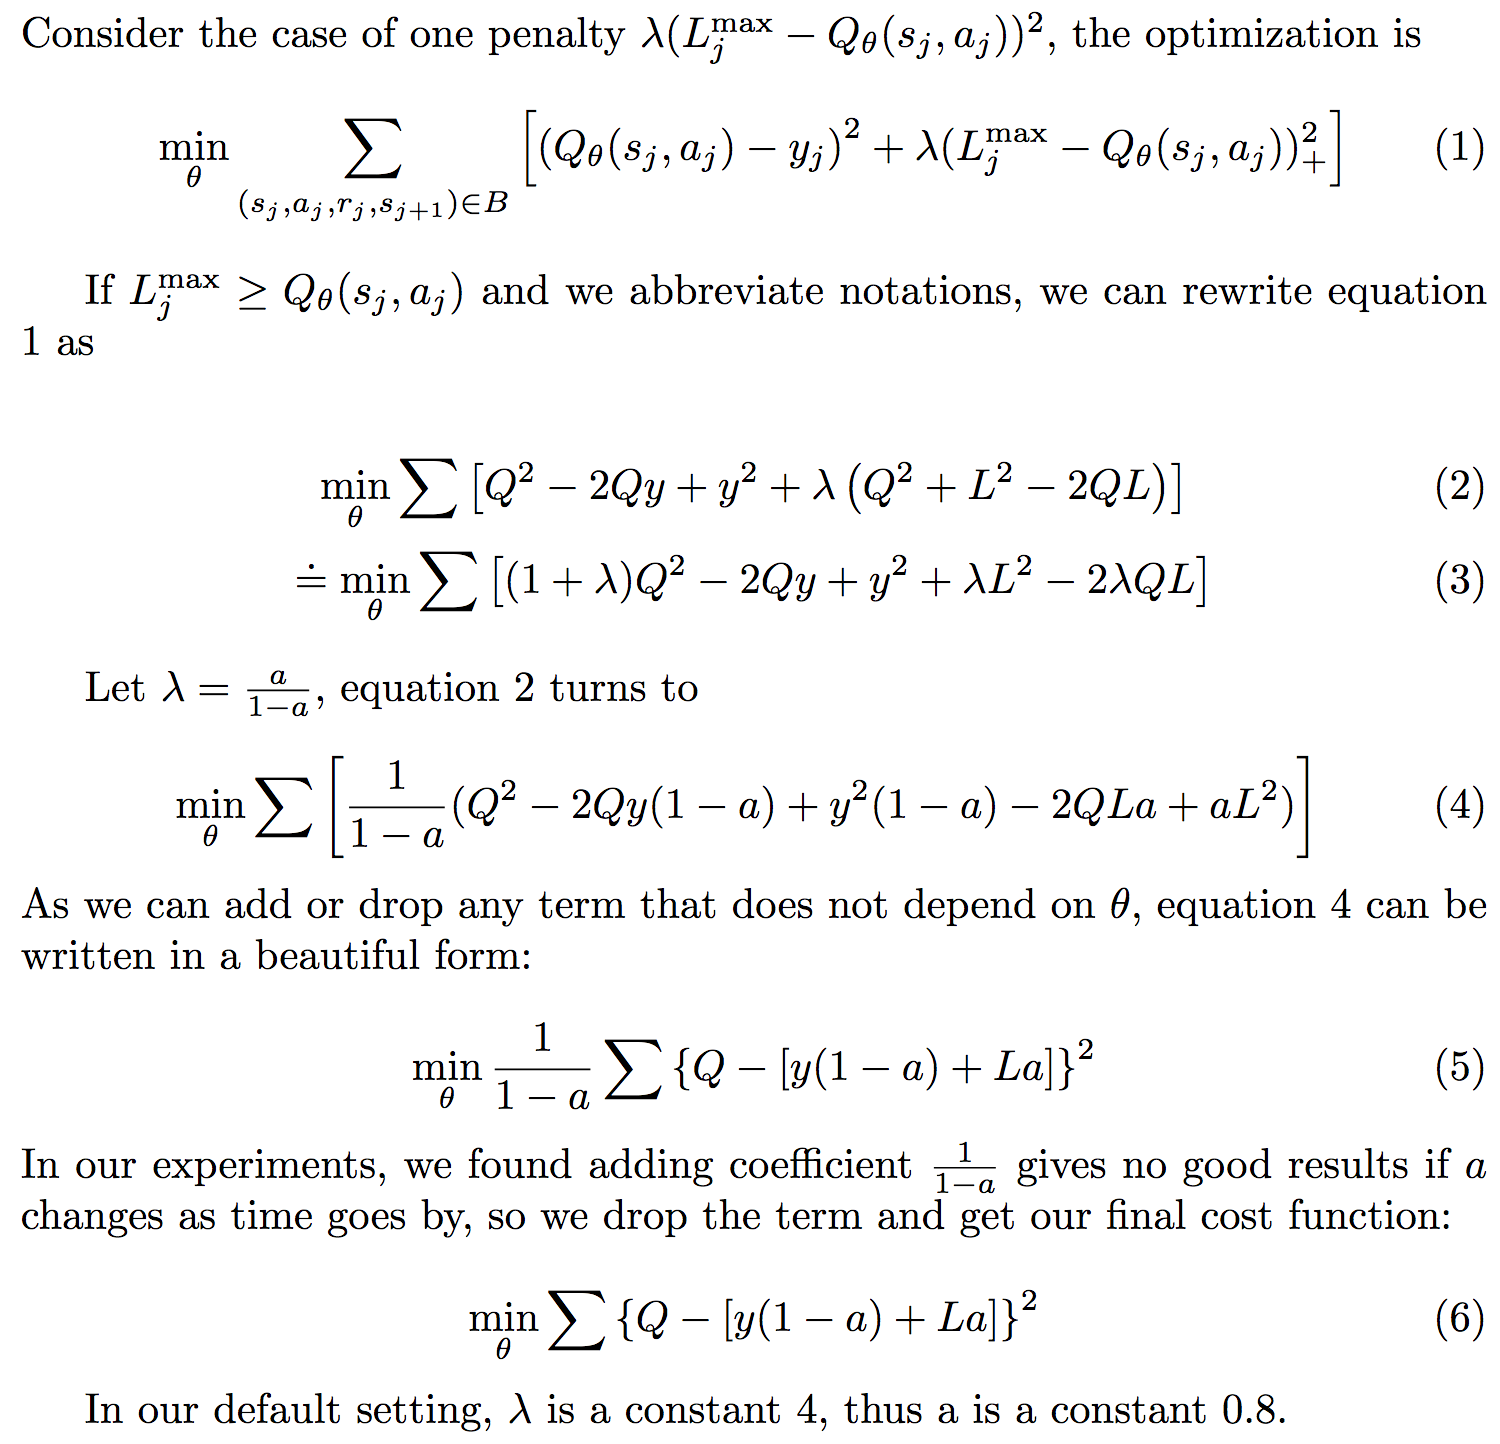 Consider the case of one penalty $\lambda(L_j^{\max} - Q_\theta(s_j, a_j))^2$, the optimization is
$\min_\theta \sum_{(s_j,a_j,r_j,s_{j+1})\in B} \left[ (Q_\theta(s_j, a_j) - y_j)^2 + \lambda(L_j^{\max} - Q_\theta(s_j, a_j))_+^2 \right]$ (1)
If $L_j^{\max} \geq Q_\theta(s_j, a_j)$ and we abbreviate notations, we can rewrite equation
1 as
$\min_\theta \sum \left[ Q^2 - 2Qy + y^2 + \lambda \left( Q^2 + L^2 - 2QL \right) \right]$ (2)
$\doteq \min_\theta \sum \left[ (1 + \lambda)Q^2 - 2Qy + y^2 + \lambda L^2 - 2\lambda QL \right]$ (3)
Let $\lambda = \frac{a}{1-a}$, equation 2 turns to
$\min_\theta \sum \left[ \frac{1}{1-a} (Q^2 - 2Qy(1-a) + y^2(1-a) - 2QLa + aL^2) \right]$ (4)
As we can add or drop any term that does not depend on $\theta$, equation 4 can be
written in a beautiful form:
$\min_\theta \frac{1}{1-a} \sum \{Q - [y(1-a) + La]\}^2$ (5)
In our experiments, we found adding coefficient $\frac{1}{1-a}$ gives no good results if $a$
changes as time goes by, so we drop the term and get our final cost function:
$\min_\theta \sum \{Q - [y(1-a) + La]\}^2$ (6)
In our default setting, $\lambda$ is a constant 4, thus a is a constant 0.8.